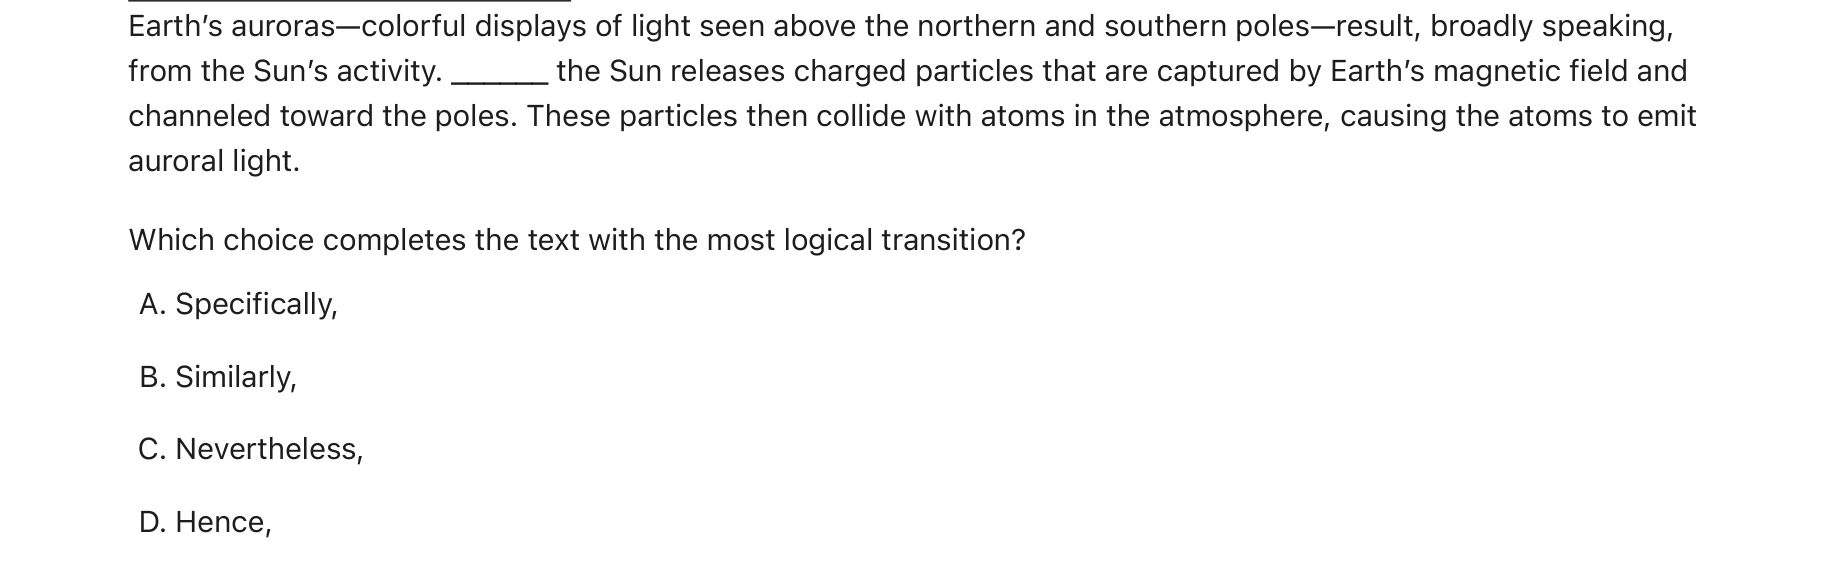 Earth’s auroras—colorful displays of light seen above the northern and southern poles—result, broadly speaking,
from the Sun’s activity. ______ the Sun releases charged particles that are captured by Earth’s magnetic field and
channeled toward the poles. These particles then collide with atoms in the atmosphere, causing the atoms to emit
auroral light.
Which choice completes the text with the most logical transition?
A. Specifically,
B. Similarly,
C. Nevertheless,
D. Hence,